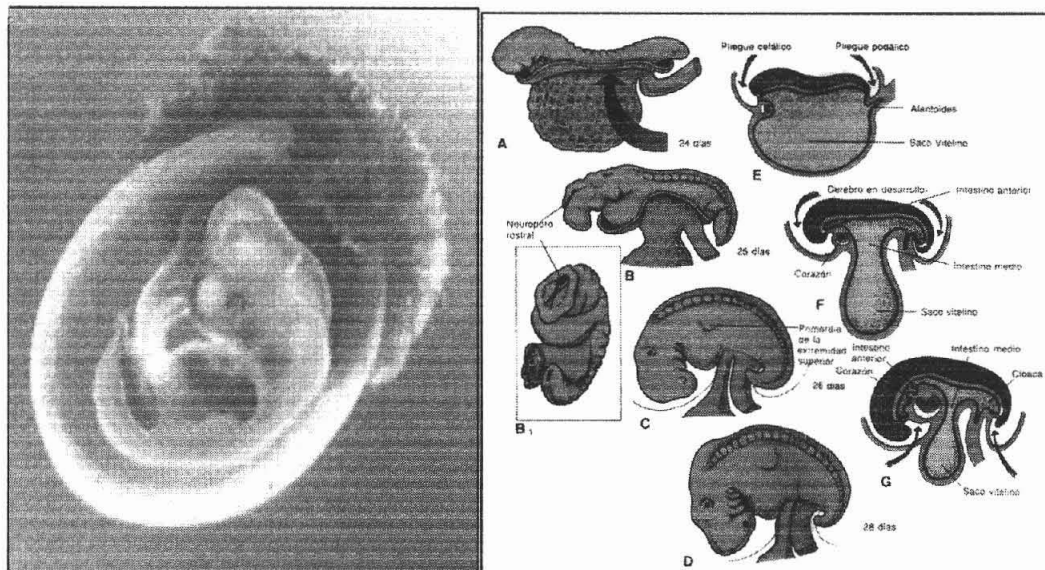 Pliegue cefálico
Pliegue podálico
Alantoides
Saco Vitelino
A
24 días
E
Cerebro en desarrollo
Intestino anterior
Neuroporo
rostral
B
25 días
Corazón
Intestino medio
F
Saco vitelino
Primordio
de la
extremidad
superior
26 días
B1
C
Intestino
anterior
Corazón
Intestino medio
Cloaca
G
Saco vitelino
D
28 días